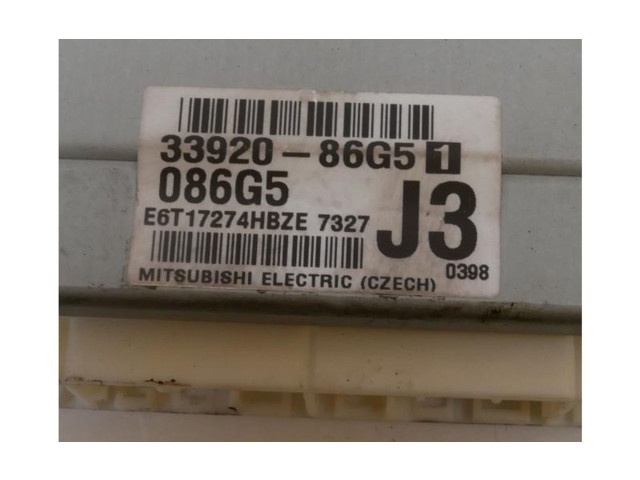 33920-86G5 1
086G5
J3
E6T17274HBZE 7327
0398
MITSUBISHI ELECTRIC (CZECH)